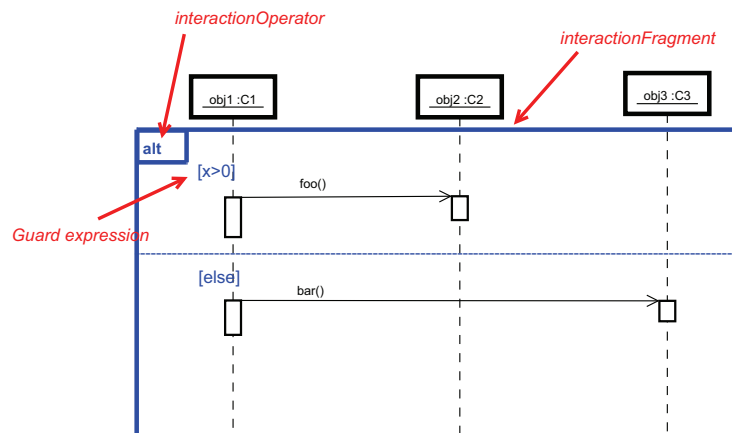 interactionOperator
interactionFragment
obj1 :C1
obj2 :C2
obj3 :C3
alt
[x>0]
foo()
Guard expression
[else]
bar()